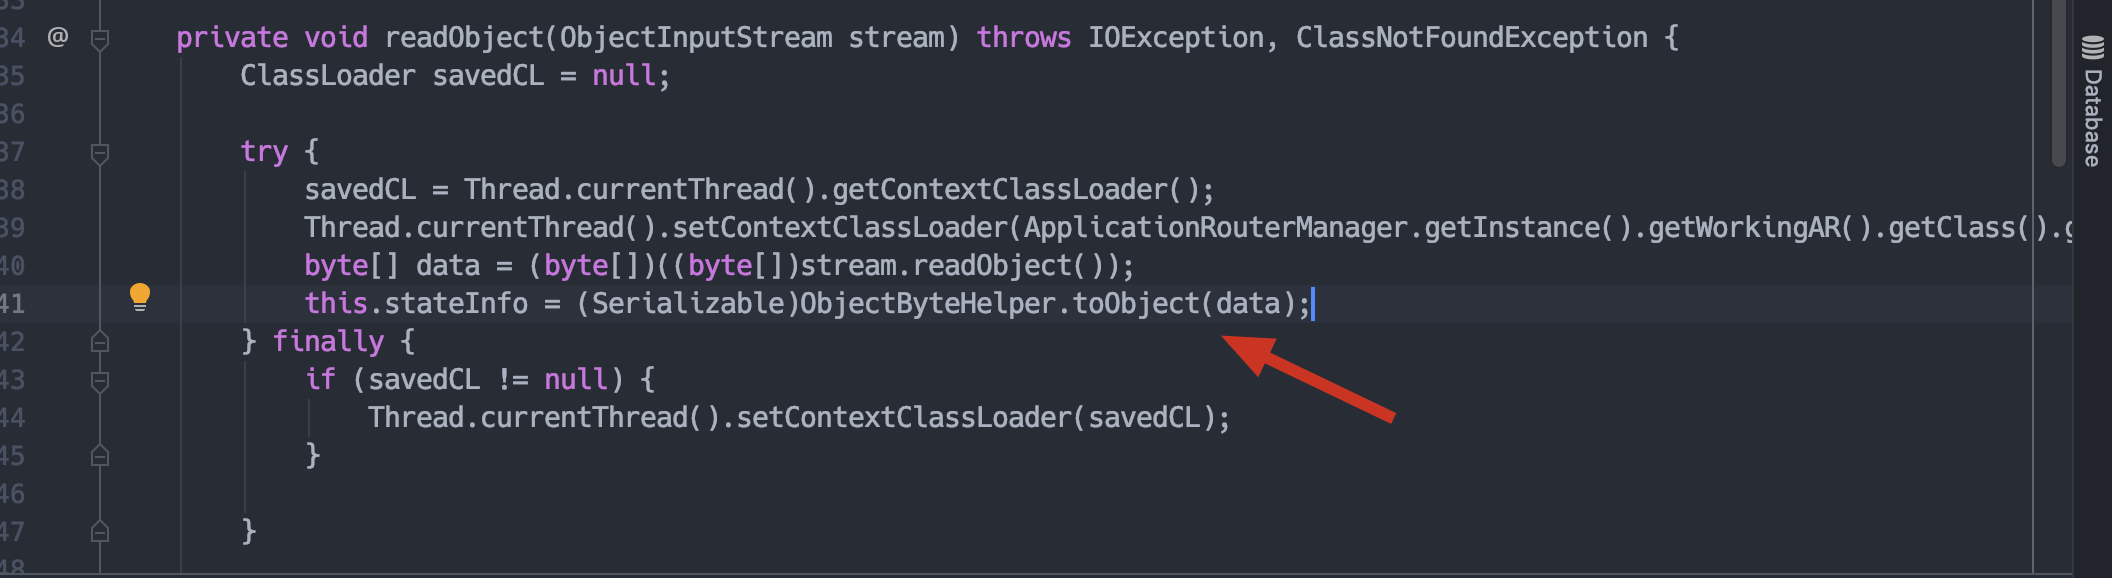 34 @ private void readObject(ObjectInputStream stream) throws IOException, ClassNotFoundException {
35 ClassLoader savedCL = null;
36
37 try {
38 savedCL = Thread.currentThread().getContextClassLoader();
39 Thread.currentThread().setContextClassLoader(ApplicationRouterManager.getInstance().getWorkingAR().getClass().g
40 byte[] data = (byte[])((byte[])stream.readObject());
41 this.stateInfo = (Serializable)ObjectByteHelper.toObject(data);
42 } finally {
43 if (savedCL != null) {
44 Thread.currentThread().setContextClassLoader(savedCL);
45 }
46
47 }
48
Database